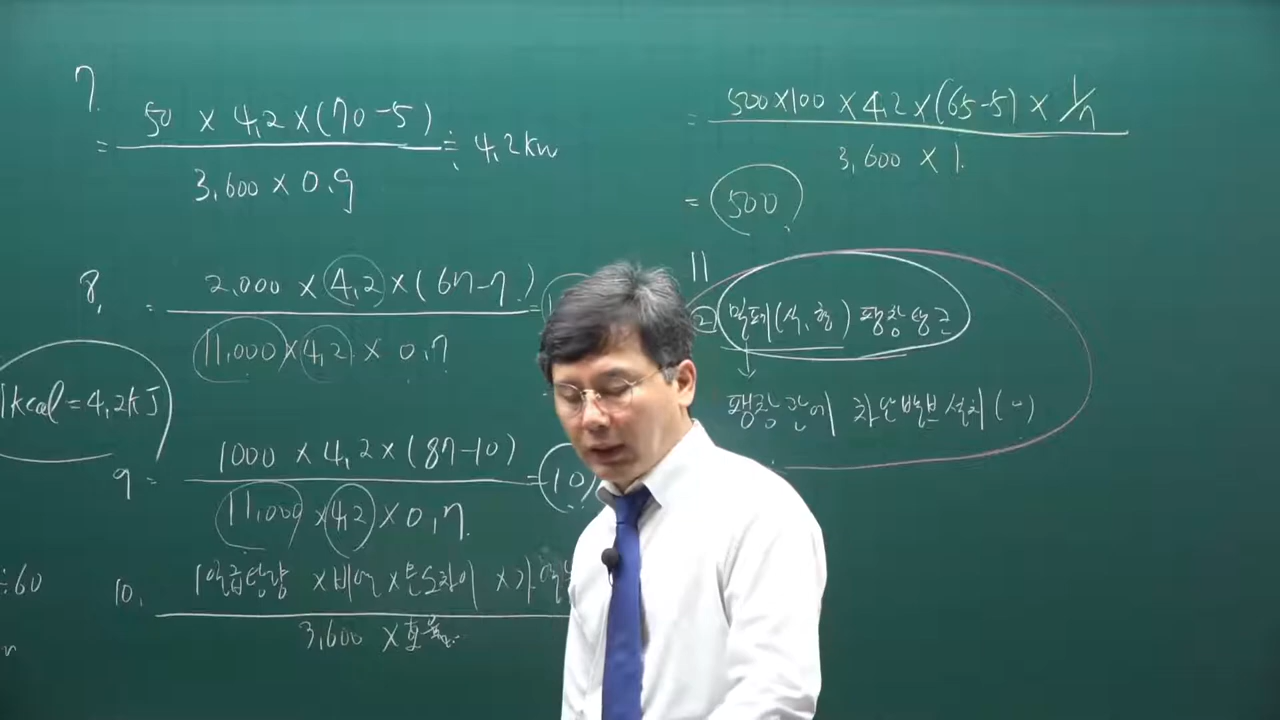 7.
= 50 × 4,2 × (70-5) / 3,600 × 0.9 ≒ 4,2kw
8, = 2,000 × 4,2 × (67-7) / 11,000 × 4,2 × 0,7 =
1kcal = 4,2kJ
9 = 1000 × 4,2 × (87-10) / 11,000 × 4,2 × 0,7 = 10
÷60
10, 1일급탕량 × 비열 × 온도차이 × / 3,600 × 효율
= 500×100 × 4,2 × (65-5) × 1/7 / 3,600 × 1
= 500
11
② 밀폐(식,형) 팽창탱크
↓
팽창관에 차단밸브 설치(